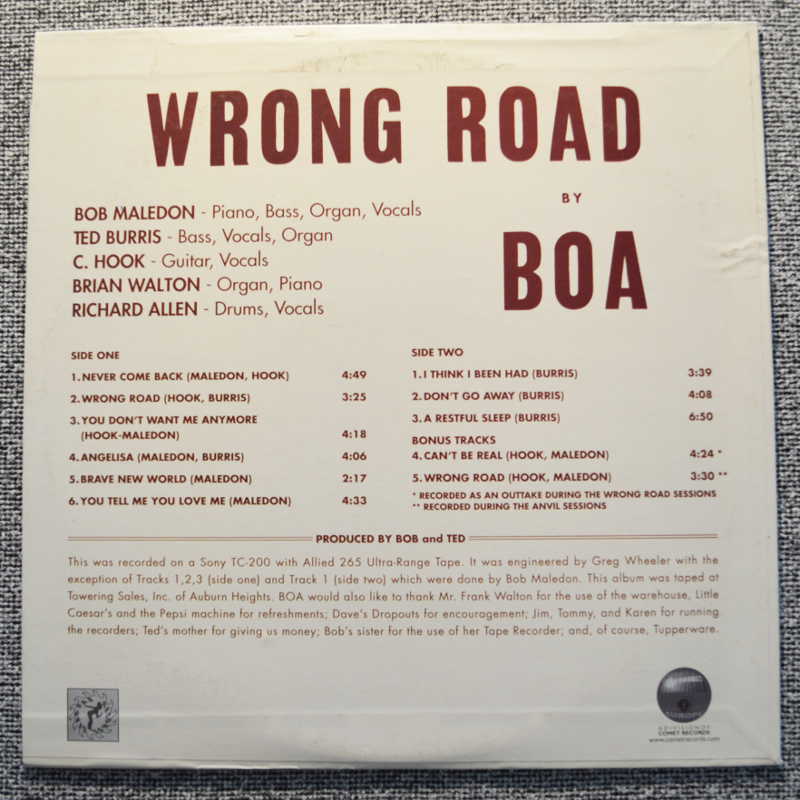 WRONG ROAD
BY
BOA
BOB MALEDON - Piano, Bass, Organ, Vocals
TED BURRIS - Bass, Vocals, Organ
C. HOOK - Guitar, Vocals
BRIAN WALTON - Organ, Piano
RICHARD ALLEN - Drums, Vocals
SIDE ONE
1. NEVER COME BACK (MALEDON, HOOK) 4:49
2. WRONG ROAD (HOOK, BURRIS) 3:25
3. YOU DON'T WANT ME ANYMORE
(HOOK-MALEDON) 4:18
4. ANGELISA (MALEDON, BURRIS) 4:06
5. BRAVE NEW WORLD (MALEDON) 2:17
6. YOU TELL ME YOU LOVE ME (MALEDON) 4:33
SIDE TWO
1. I THINK I BEEN HAD (BURRIS) 3:39
2. DON'T GO AWAY (BURRIS) 4:08
3. A RESTFUL SLEEP (BURRIS) 6:50
BONUS TRACKS
4. CAN'T BE REAL (HOOK, MALEDON) 4:24 *
5. WRONG ROAD (HOOK, MALEDON) 3:30 **
* RECORDED AS AN OUTTAKE DURING THE WRONG ROAD SESSIONS
** RECORDED DURING THE ANVIL SESSIONS
PRODUCED BY BOB and TED
This was recorded on a Sony TC-200 with Allied 265 Ultra-Range Tape. It was engineered by Greg Wheeler with the
exception of Tracks 1,2,3 (side one) and Track 1 (side two) which were done by Bob Maledon. This album was taped at
Towering Sales, Inc. of Auburn Heights. BOA would also like to thank Mr. Frank Walton for the use of the warehouse, Little
Caesar's and the Pepsi machine for refreshments; Dave's Dropouts for encouragement; Jim, Tommy, and Karen for running
the recorders; Ted's mother for giving us money; Bob's sister for the use of her Tape Recorder; and, of course, Tupperware.
COMET RECORDS
www.cometrecords.com